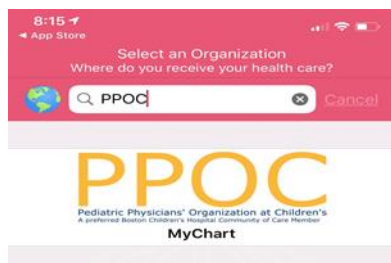 8:15
◀ App Store
Select an Organization
Where do you receive your health care?
PPOC
Cancel
PPOC
Pediatric Physicians' Organization at Children's
A preferred Boston Children's Hospital Community of Care Member
MyChart